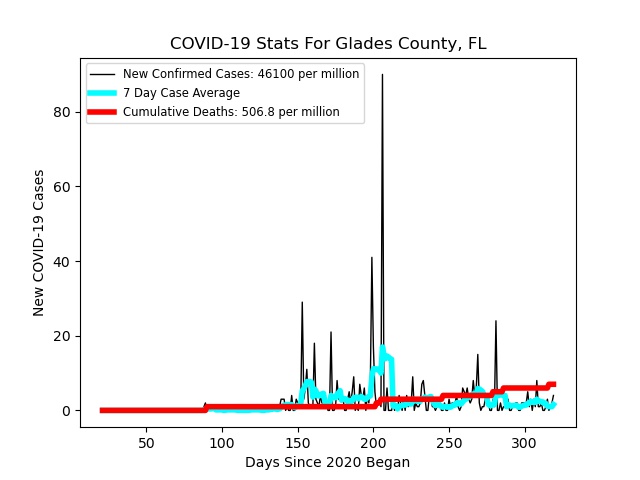 COVID-19 Stats For Glades County, FL
New Confirmed Cases: 46100 per million
7 Day Case Average
Cumulative Deaths: 506.8 per million
New COVID-19 Cases
80
60
40
20
0
50 100 150 200 250 300
Days Since 2020 Began